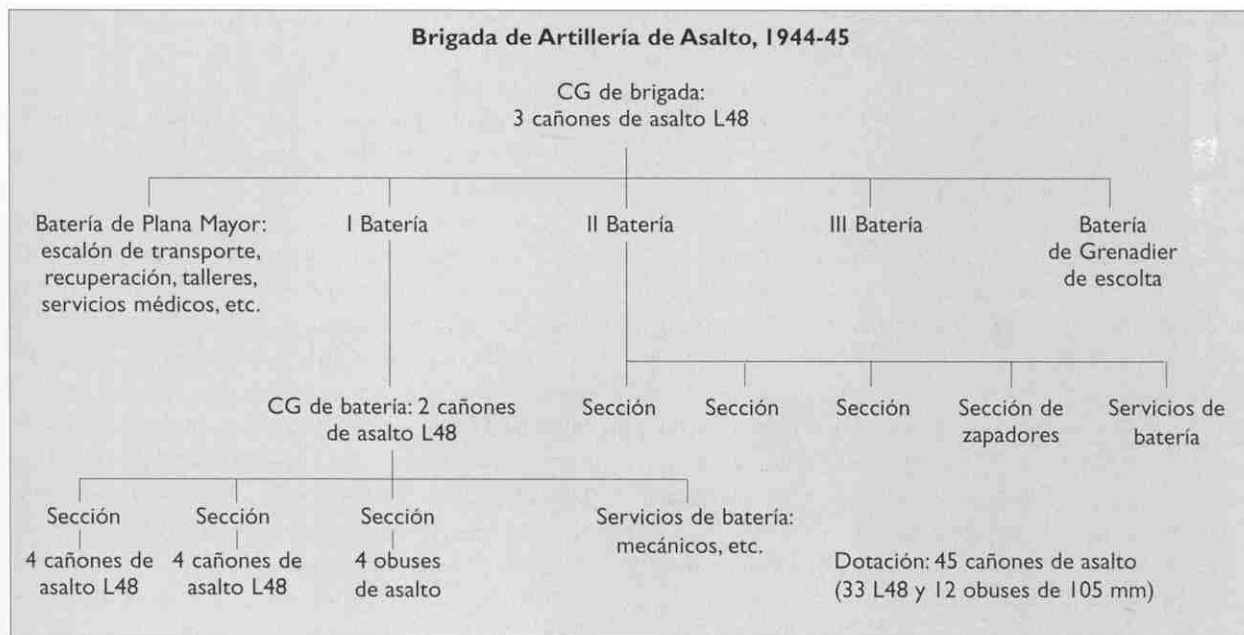 Brigada de Artillería de Asalto, 1944-45
CG de brigada:
3 cañones de asalto L48
Batería de Plana Mayor:
escalón de transporte,
recuperación, talleres,
servicios médicos, etc.
I Batería
II Batería
III Batería
Batería
de Grenadier
de escolta
CG de batería: 2 cañones
de asalto L48
Sección
Sección
Sección
Sección de
zapadores
Servicios de
batería
Sección
4 cañones de
asalto L48
Sección
4 cañones de
asalto L48
Sección
4 obuses
de asalto
Servicios de batería:
mecánicos, etc.
Dotación: 45 cañones de asalto
(33 L48 y 12 obuses de 105 mm)